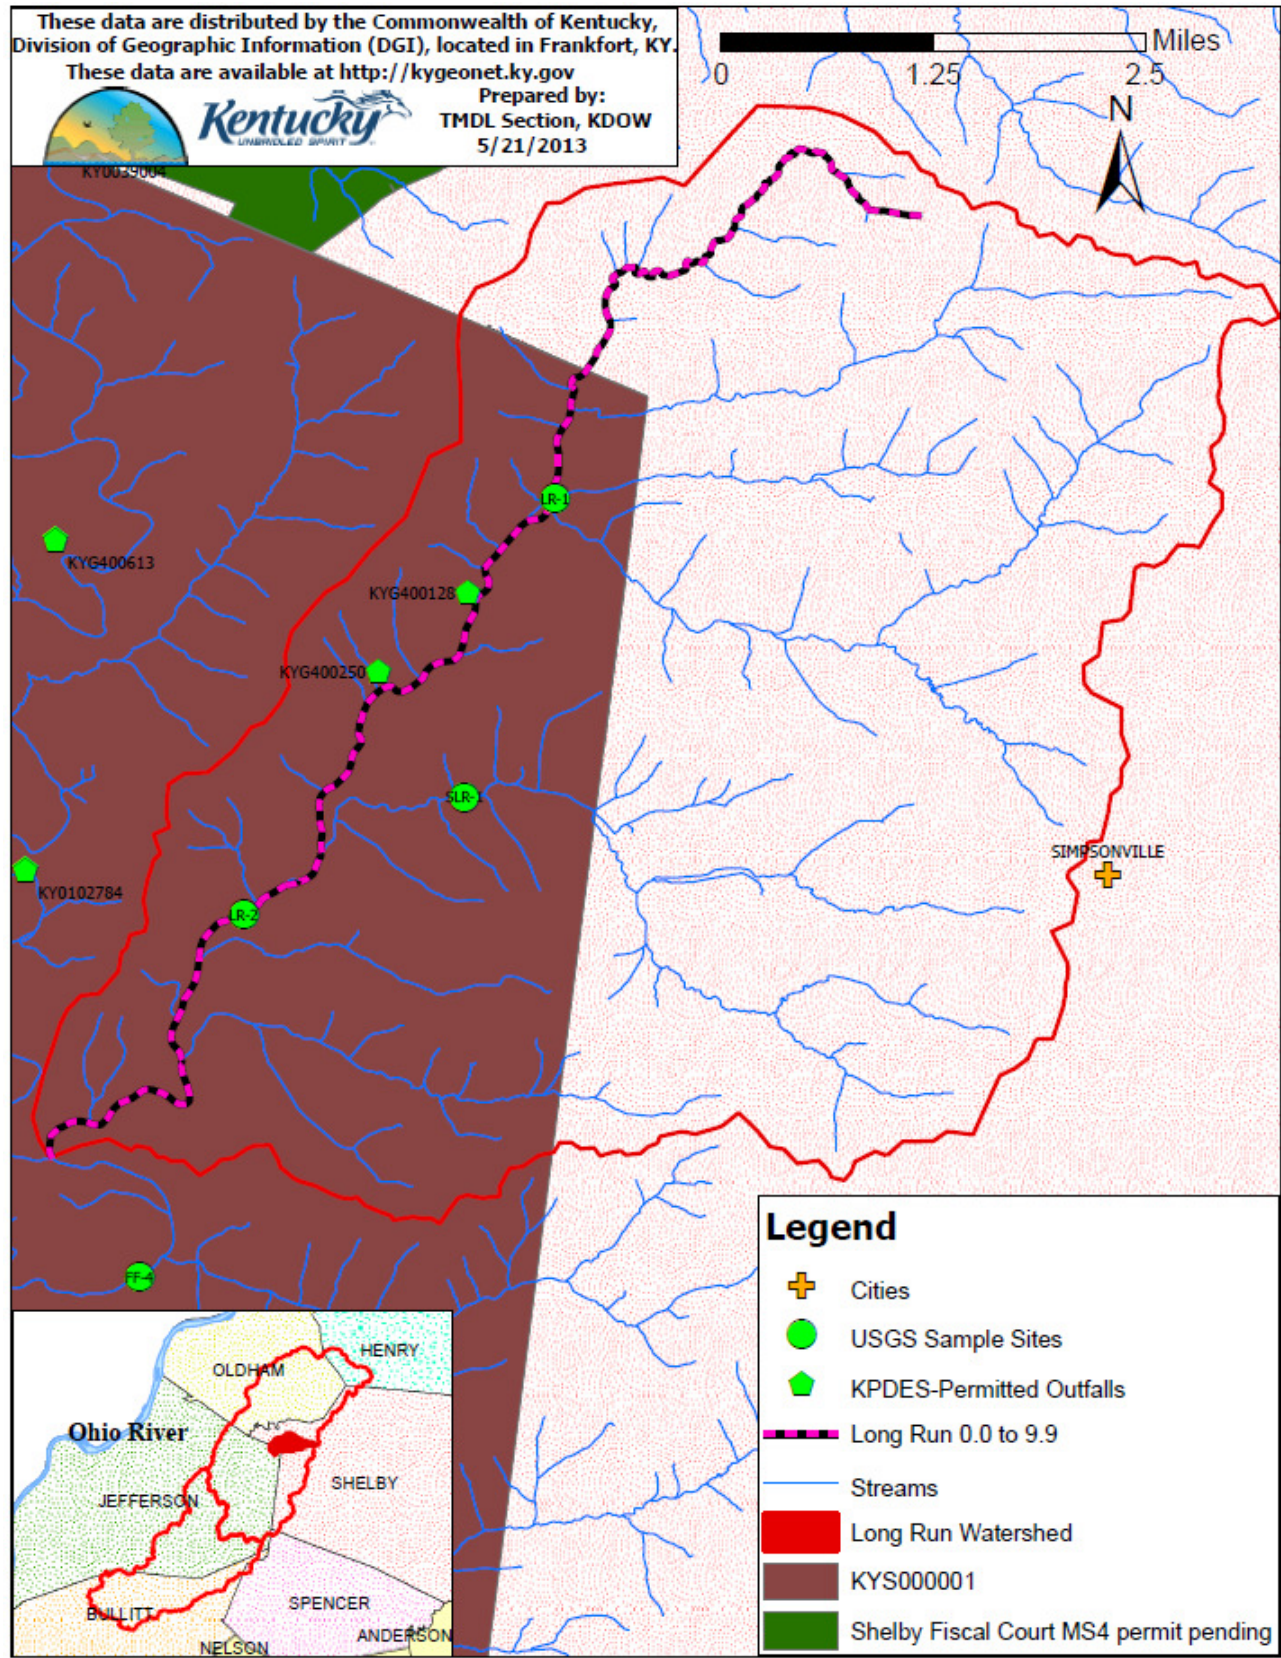 These data are distributed by the Commonwealth of Kentucky,
Division of Geographic Information (DGI), located in Frankfort, KY.
These data are available at http://kygeonet.ky.gov
Kentucky
UNBRIDLED SPIRIT
Prepared by:
TMDL Section, KDOW
5/21/2013
Miles
0 1.25 2.5
N
KY0039004
LR-1
KYG400613
KYG400128
KYG400250
SLR-1
SIMPSONVILLE
KY0102784
LR-2
FF-4
HENRY
OLDHAM
Ohio River
SHELBY
JEFFERSON
SPENCER
BULLITT
ANDERSON
NELSON
Legend
Cities
USGS Sample Sites
KPDES-Permitted Outfalls
Long Run 0.0 to 9.9
Streams
Long Run Watershed
KYS000001
Shelby Fiscal Court MS4 permit pending